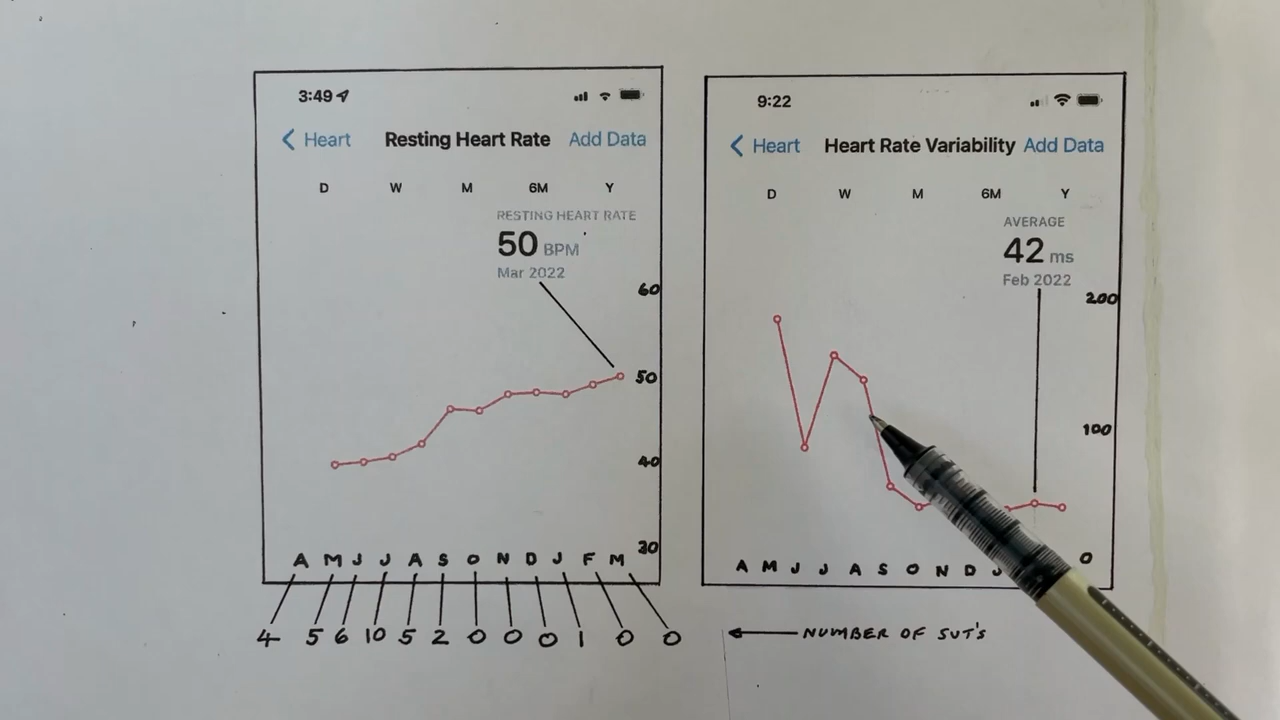 3:49
Heart Resting Heart Rate Add Data
D W M 6M Y
RESTING HEART RATE
50 BPM
Mar 2022
60
50
40
30
A M J J A S O N D J F M
4 5 6 10 5 2 0 0 0 1 0 0
9:22
Heart Heart Rate Variability Add Data
D W M 6M Y
AVERAGE
42 ms
Feb 2022
200
100
0
A M J J A S O N D J
NUMBER OF SUT'S